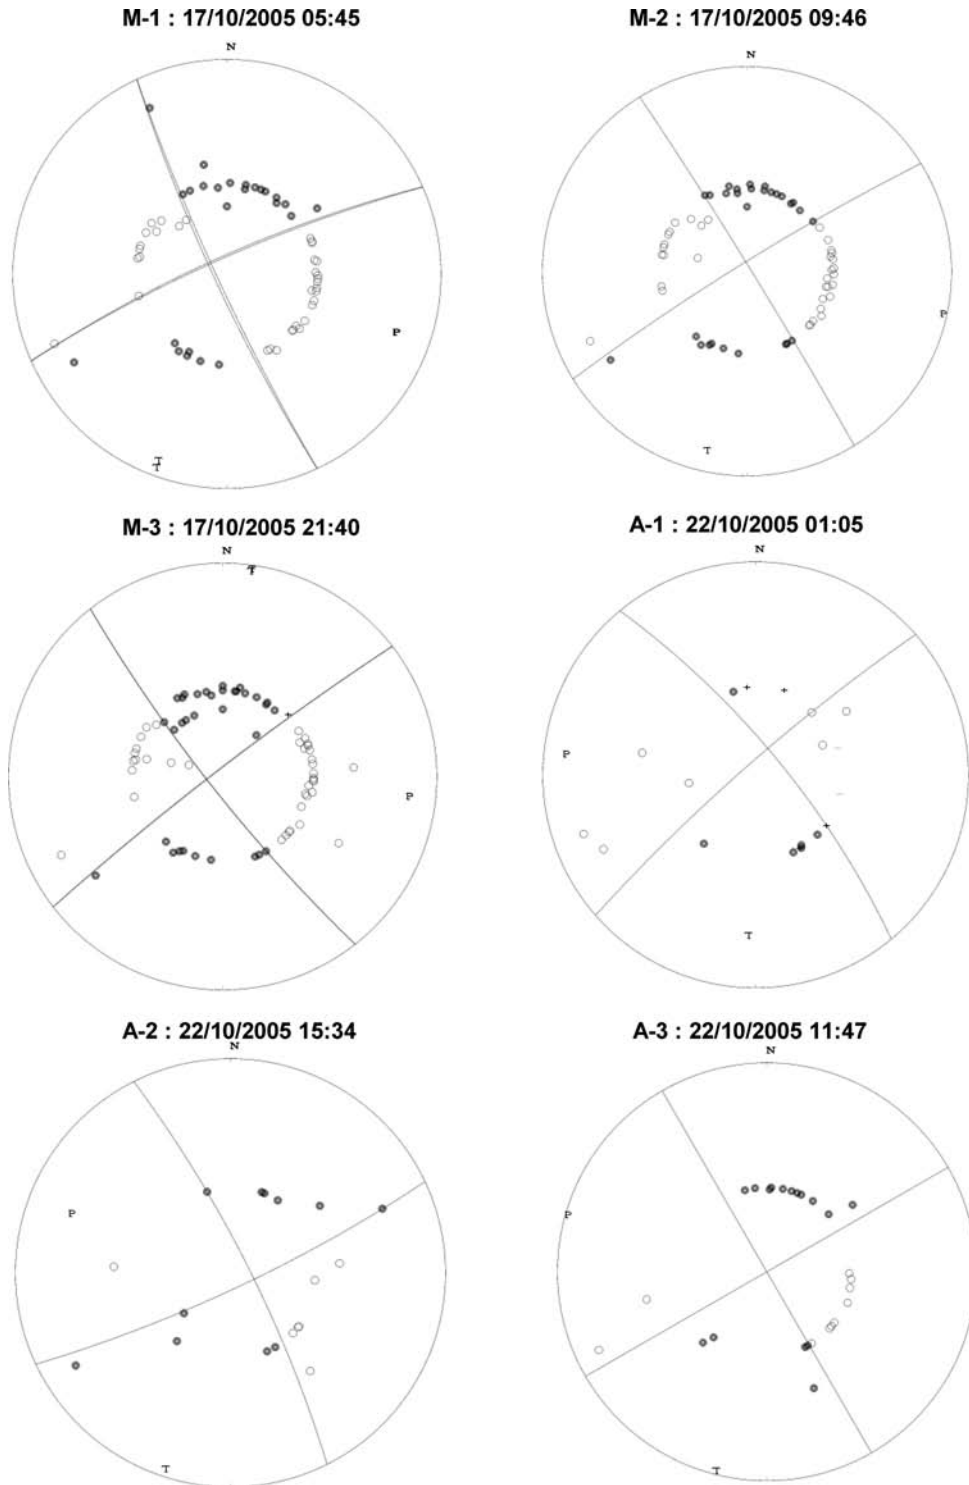 M-1 : 17/10/2005 05:45
M-2 : 17/10/2005 09:46
N
N
P
P
T
T
T
M-3 : 17/10/2005 21:40
A-1 : 22/10/2005 01:05
N
N
T
T
P
P
T
A-2 : 22/10/2005 15:34
A-3 : 22/10/2005 11:47
N
N
P
P
T
T